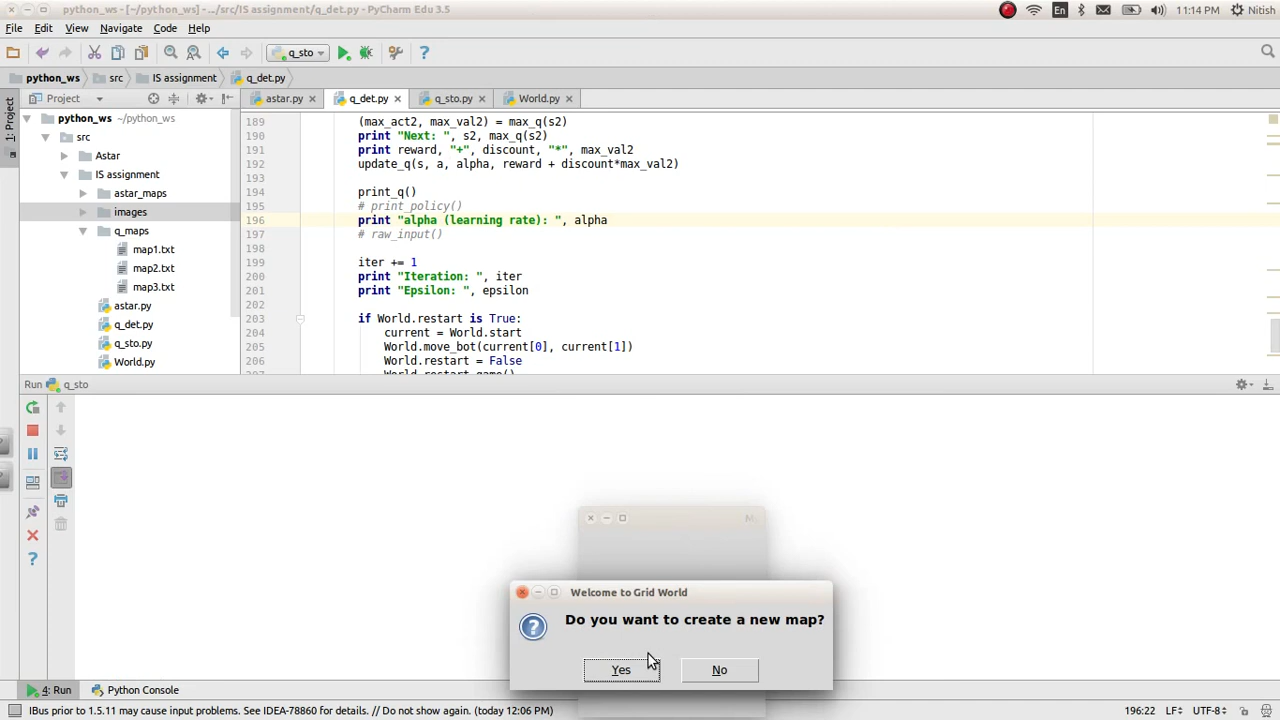 python_ws - [~/python_ws] - .../src/IS assignment/q_det.py - PyCharm Edu 3.5
En
11:14 PM
Nitish
File Edit View Navigate Code Help
q_sto
python_ws src IS assignment q_det.py
1: Project
Project
astar.py q_det.py q_sto.py World.py
python_ws ~/python_ws
src
Astar
IS assignment
astar_maps
images
q_maps
map1.txt
map2.txt
map3.txt
astar.py
q_det.py
q_sto.py
World.py
189 (max_act2, max_val2) = max_q(s2)
190 print "Next: ", s2, max_q(s2)
191 print reward, "+", discount, "*", max_val2
192 update_q(s, a, alpha, reward + discount*max_val2)
193
194 print_q()
195 # print_policy()
196 print "alpha (learning rate): ", alpha
197 # raw_input()
198
199 iter += 1
200 print "Iteration: ", iter
201 print "Epsilon: ", epsilon
202
203 if World.restart is True:
204 current = World.start
205 World.move_bot(current[0], current[1])
206 World.restart = False
207 World.restart_game()
Run q_sto
Welcome to Grid World
Do you want to create a new map?
Yes No
4: Run Python Console
IBus prior to 1.5.11 may cause input problems. See IDEA-78860 for details. // Do not show again. (today 12:06 PM)
196:22 LF÷ UTF-8÷